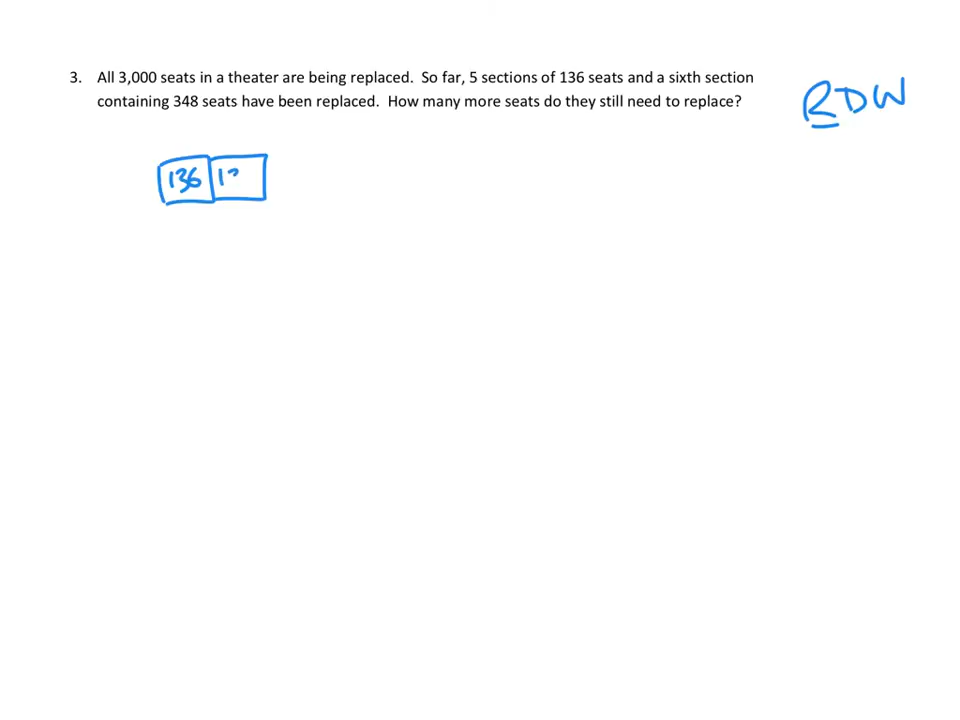 3. All 3,000 seats in a theater are being replaced. So far, 5 sections of 136 seats and a sixth section
containing 348 seats have been replaced. How many more seats do they still need to replace?
RDW
136